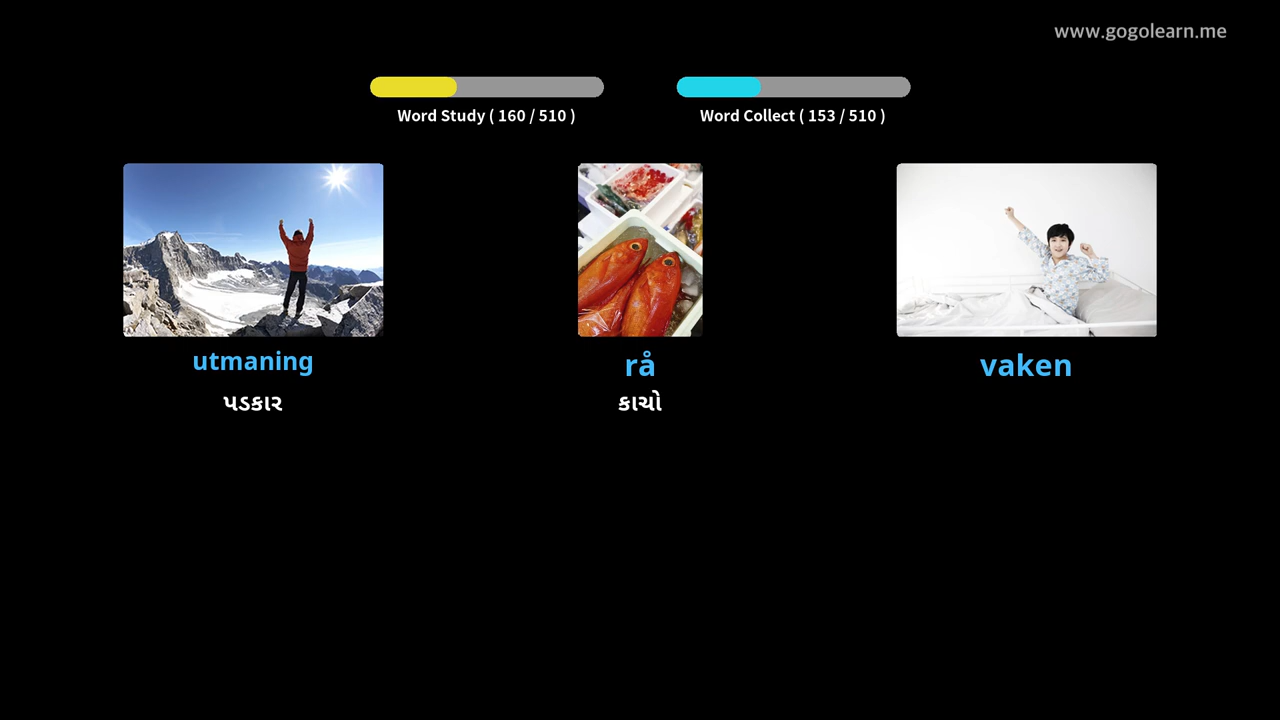 www.gogolearn.me
Word Study ( 160 / 510 )
Word Collect ( 153 / 510 )
utmaning
rå
vaken
પડકાર
કાચો